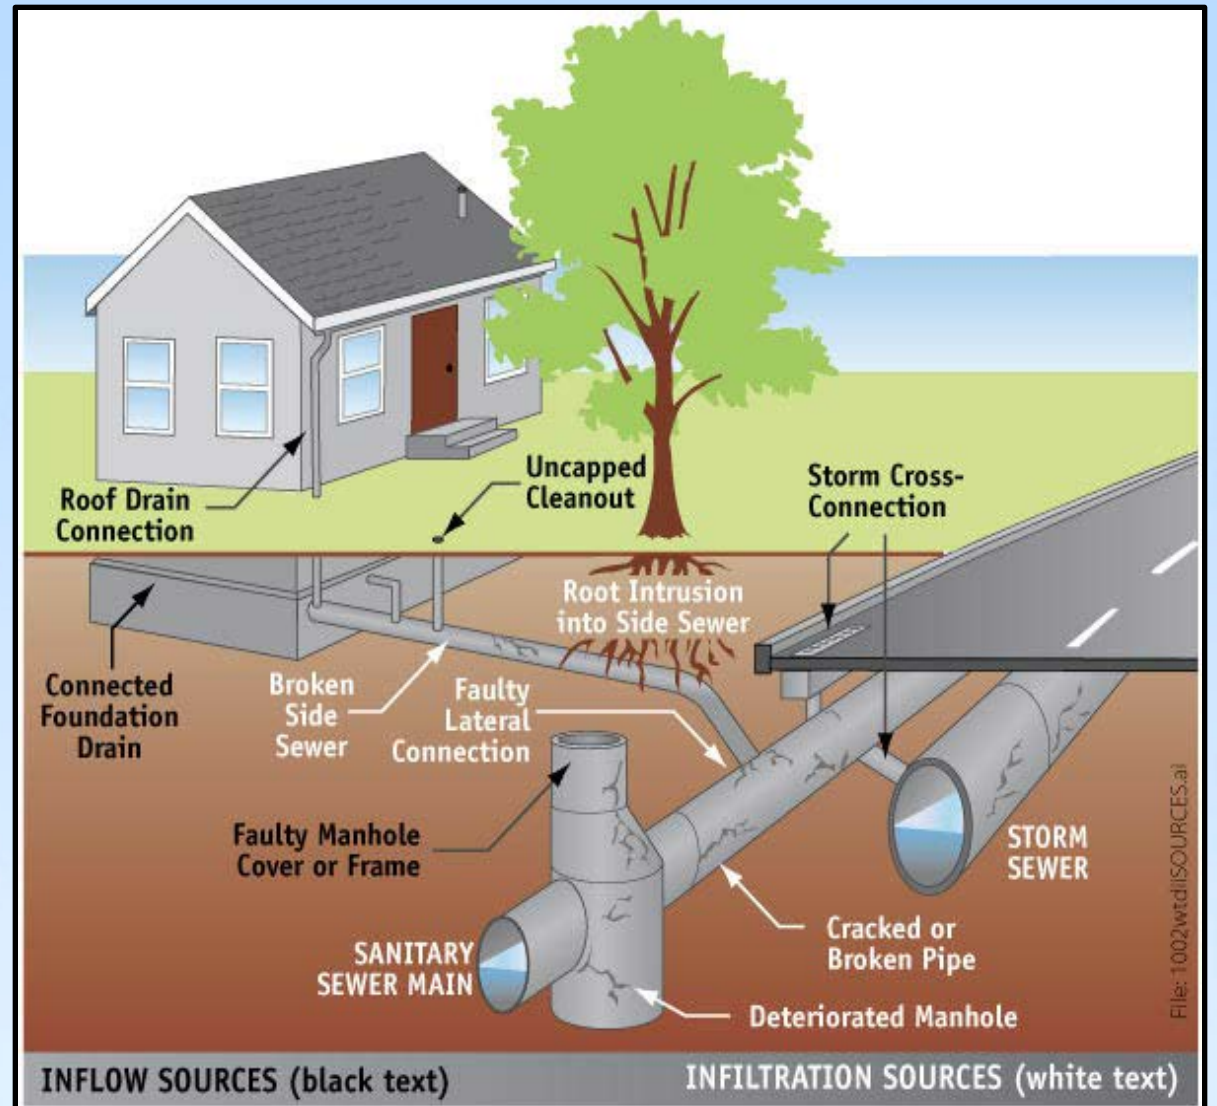 Roof Drain
Connection
Uncapped
Cleanout
Storm Cross-
Connection
Root Intrusion
into Side Sewer
Connected
Foundation
Drain
Broken
Side
Sewer
Faulty
Lateral
Connection
Faulty Manhole
Cover or Frame
STORM
SEWER
SANITARY
SEWER MAIN
Cracked or
Broken Pipe
Deteriorated Manhole
File: 1002wtdiiSOURCES.ai
INFLOW SOURCES (black text)
INFILTRATION SOURCES (white text)